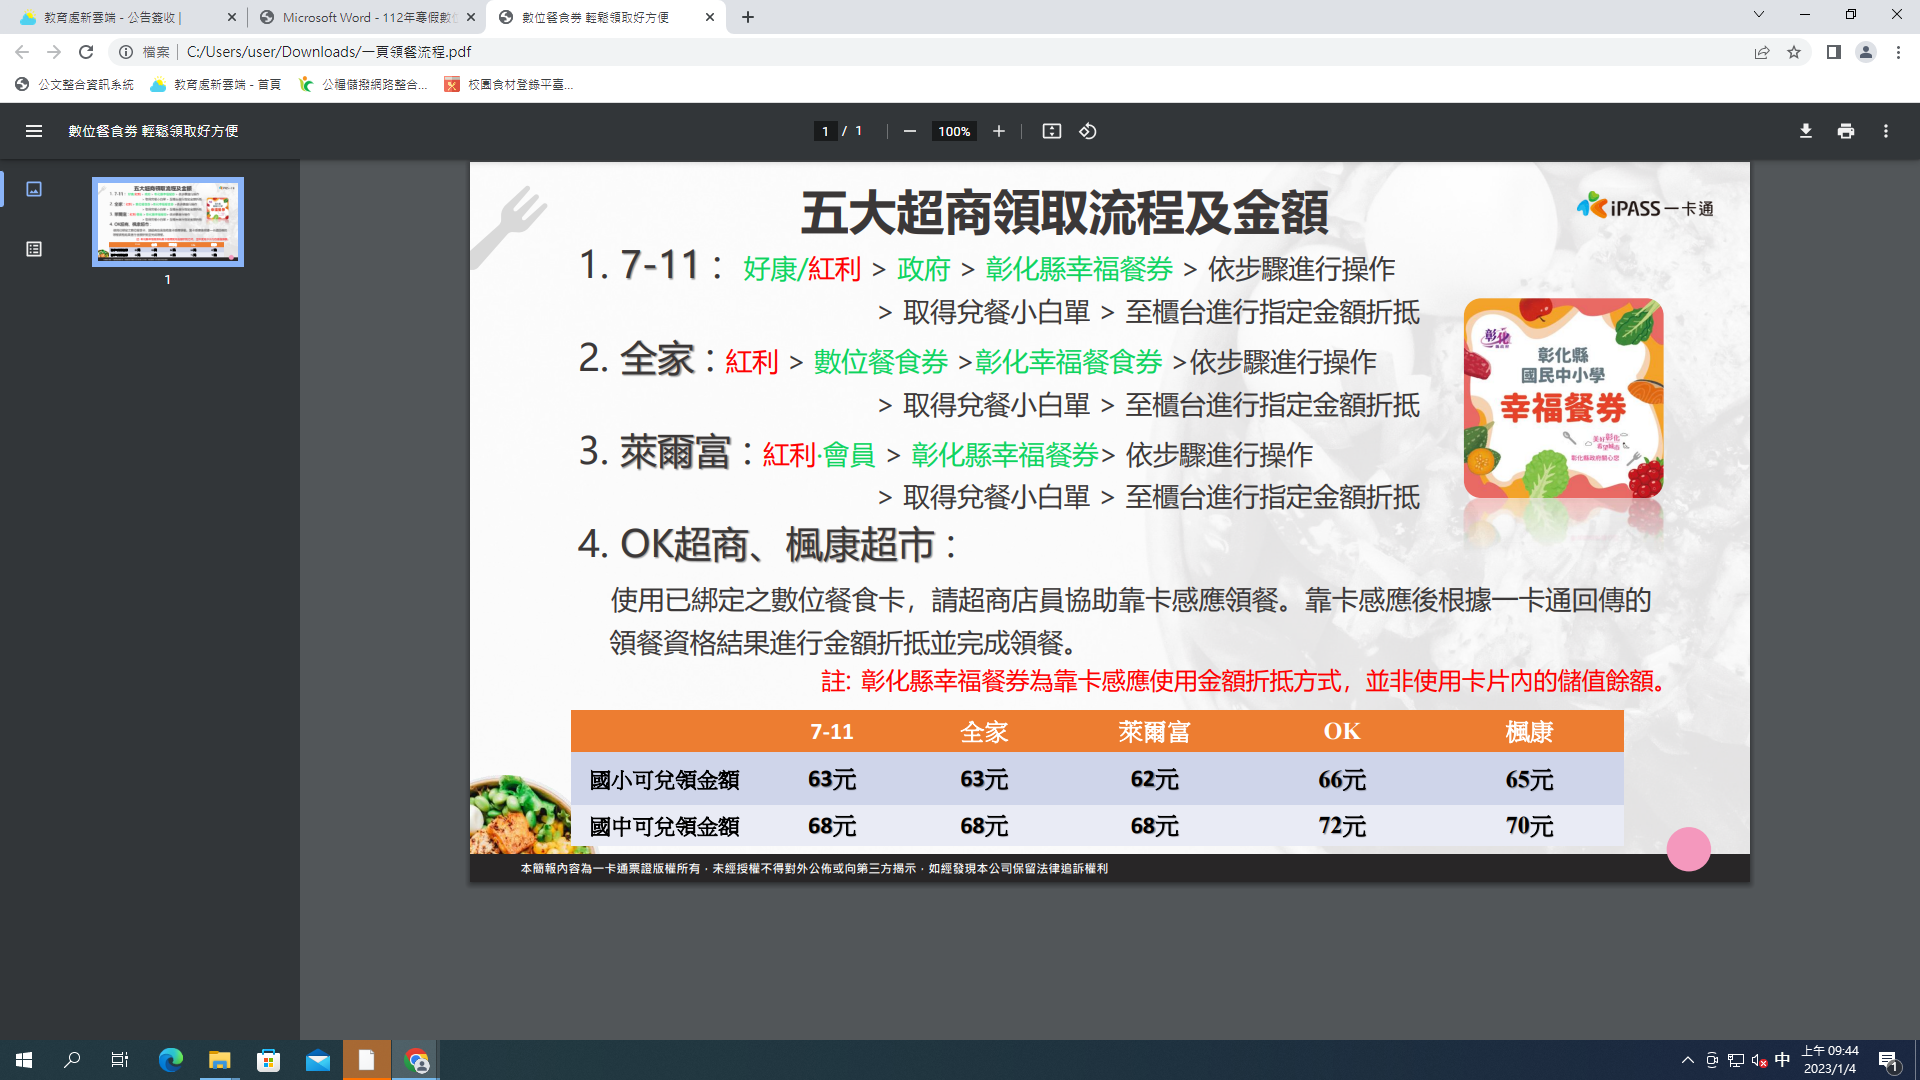 教育處新雲端 - 公告簽收 |
Microsoft Word - 112年寒假數位
數位餐食券 輕鬆領取好方便
檔案 C:/Users/user/Downloads/一頁領餐流程.pdf
公文整合資訊系統 教育處新雲端 - 首頁 公糧儲撥網路整合... 校園食材登錄平臺...
數位餐食券 輕鬆領取好方便
1 / 1
100%
1
五大超商領取流程及金額
iPASS 一卡通
1. 7-11： 好康/紅利 > 政府 > 彰化縣幸福餐券 > 依步驟進行操作
> 取得兌餐小白單 > 至櫃台進行指定金額折抵
2. 全家：紅利 > 數位餐食券 >彰化幸福餐食券 >依步驟進行操作
> 取得兌餐小白單 > 至櫃台進行指定金額折抵
3. 萊爾富：紅利·會員 > 彰化縣幸福餐券> 依步驟進行操作
> 取得兌餐小白單 > 至櫃台進行指定金額折抵
彰化
彰化縣
國民中小學
幸福餐券
彰化縣政府關心您
4. OK超商、楓康超市：
使用已綁定之數位餐食卡，請超商店員協助靠卡感應領餐。靠卡感應後根據一卡通回傳的
領餐資格結果進行金額折抵並完成領餐。
註: 彰化縣幸福餐券為靠卡感應使用金額折抵方式，並非使用卡片內的儲值餘額。
7-11 全家 萊爾富 OK 楓康
國小可兌領金額 63元 63元 62元 66元 65元
國中可兌領金額 68元 68元 68元 72元 70元
本簡報內容為一卡通票證版權所有，未經授權不得對外公佈或向第三方揭示，如經發現本公司保留法律追訴權利
中
上午 09:44
2023/1/4
1